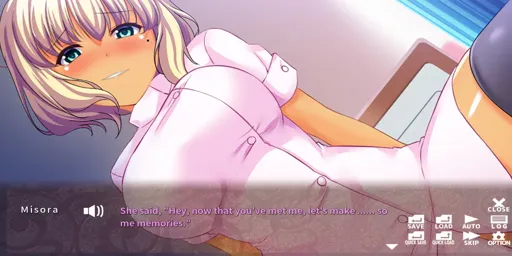 Misora
She said, "Hey, now that you've met me, let's make ...... so
me memories."
CLOSE
SAVE
LOAD
AUTO
LOG
QUICK SAVE
QUICK LOAD
SKIP
OPTION